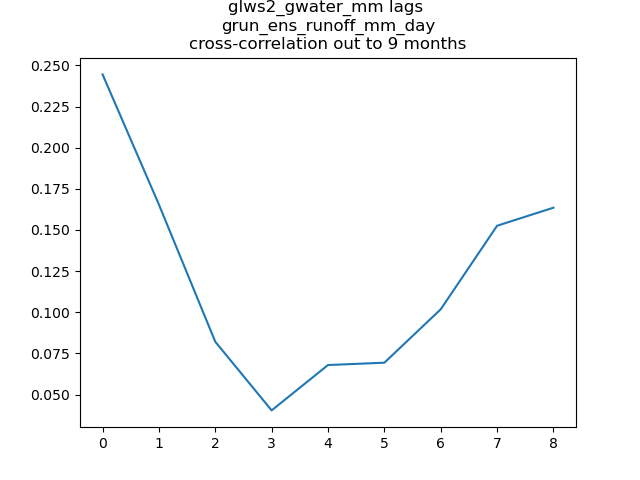 glws2_gwater_mm lags
grun_ens_runoff_mm_day
cross-correlation out to 9 months
0.250
0.225
0.200
0.175
0.150
0.125
0.100
0.075
0.050
0 1 2 3 4 5 6 7 8